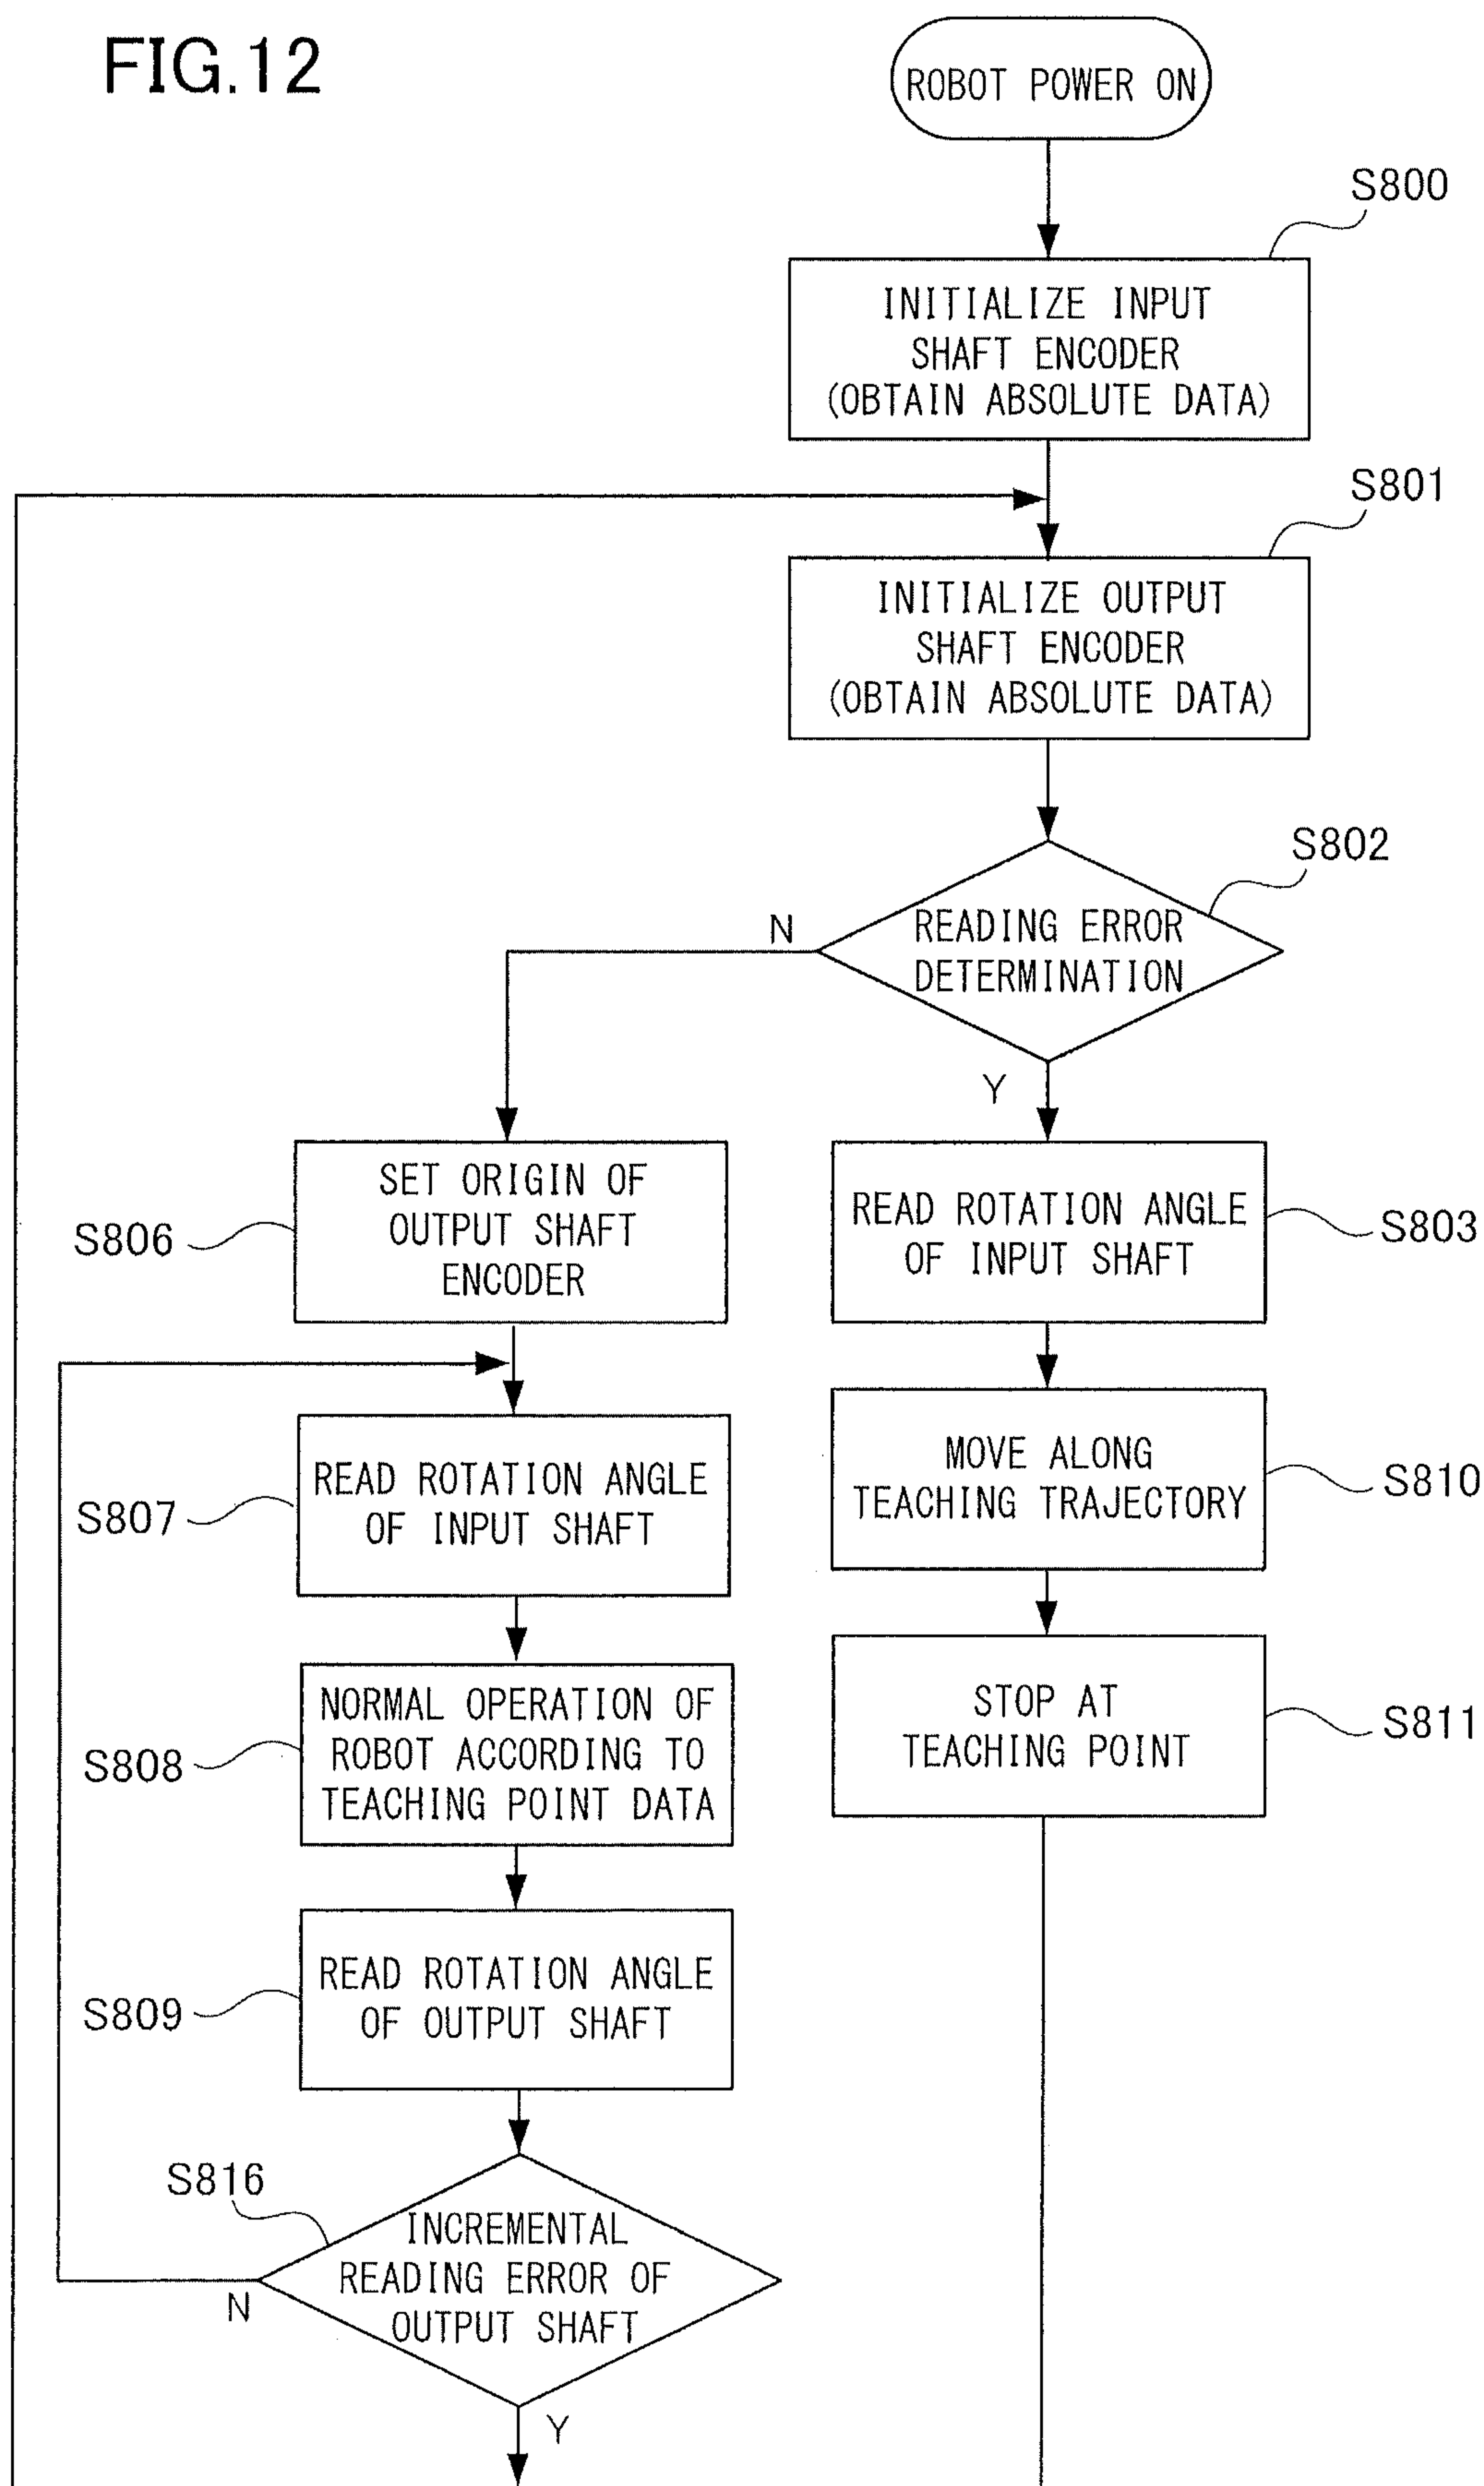 FIG.12
ROBOT POWER ON
S800
INITIALIZE INPUT
SHAFT ENCODER
(OBTAIN ABSOLUTE DATA)
S801
INITIALIZE OUTPUT
SHAFT ENCODER
(OBTAIN ABSOLUTE DATA)
S802
READING ERROR
DETERMINATION
N
Y
S806
SET ORIGIN OF
OUTPUT SHAFT
ENCODER
READ ROTATION ANGLE
OF INPUT SHAFT
S803
S807
READ ROTATION ANGLE
OF INPUT SHAFT
MOVE ALONG
TEACHING TRAJECTORY
S810
S808
NORMAL OPERATION OF
ROBOT ACCORDING TO
TEACHING POINT DATA
STOP AT
TEACHING POINT
S811
S809
READ ROTATION ANGLE
OF OUTPUT SHAFT
S816
INCREMENTAL
READING ERROR OF
OUTPUT SHAFT
N
Y